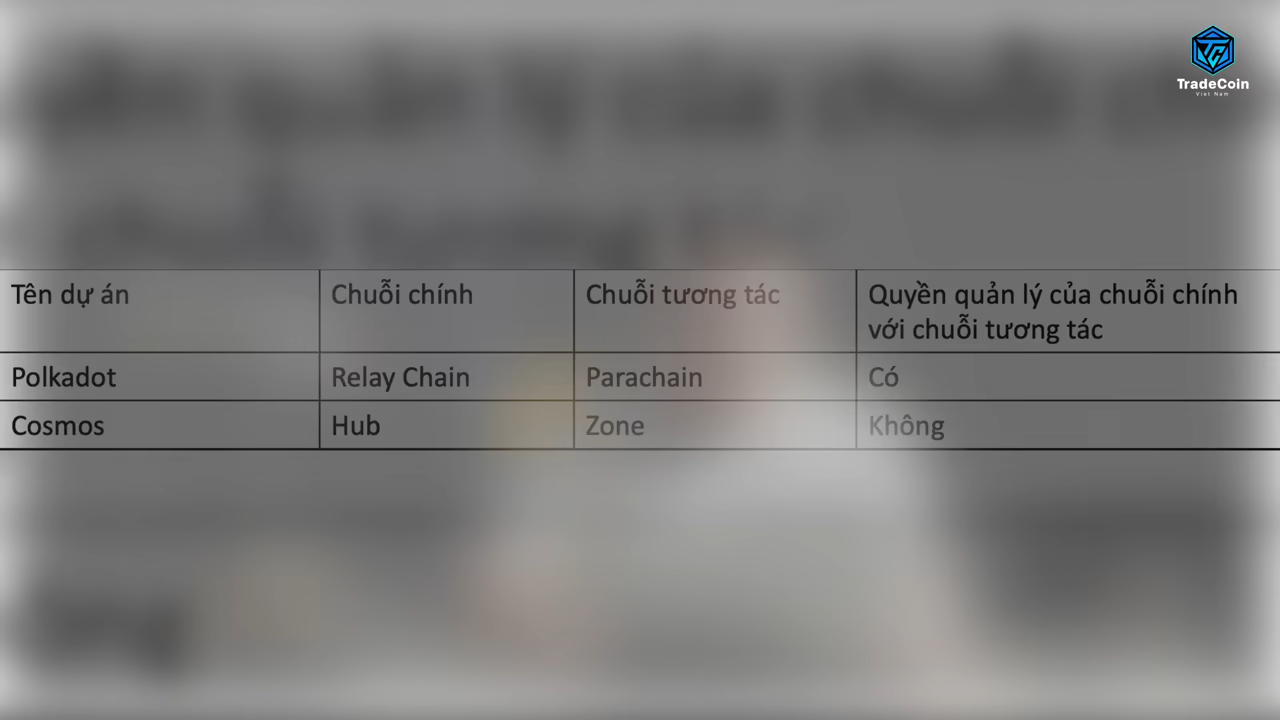 TradeCoin
Viet Nam
Tên dự án
Chuỗi chính
Chuỗi tương tác
Quyền quản lý của chuỗi chính
với chuỗi tương tác
Polkadot
Relay Chain
Parachain
Có
Cosmos
Hub
Zone
Không